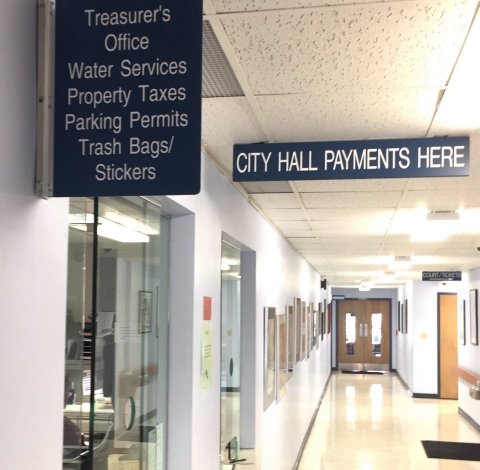 Treasurer's
Office
Water Services
Property Taxes
Parking Permits
Trash Bags/
Stickers
CITY HALL PAYMENTS HERE
COURT/TICKETS